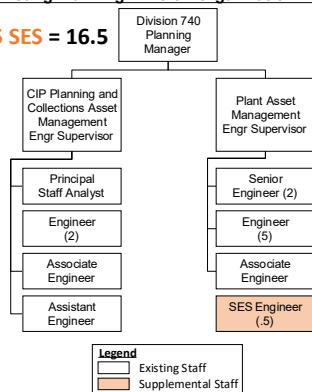 SES = 16.5
Division 740
Planning
Manager
CIP Planning and
Collections Asset
Management
Engr Supervisor
Plant Asset
Management
Engr Supervisor
Principal
Staff Analyst
Senior
Engineer (2)
Engineer
(2)
Engineer
(5)
Associate
Engineer
Associate
Engineer
Assistant
Engineer
SES Engineer
(.5)
Legend
Existing Staff
Supplemental Staff